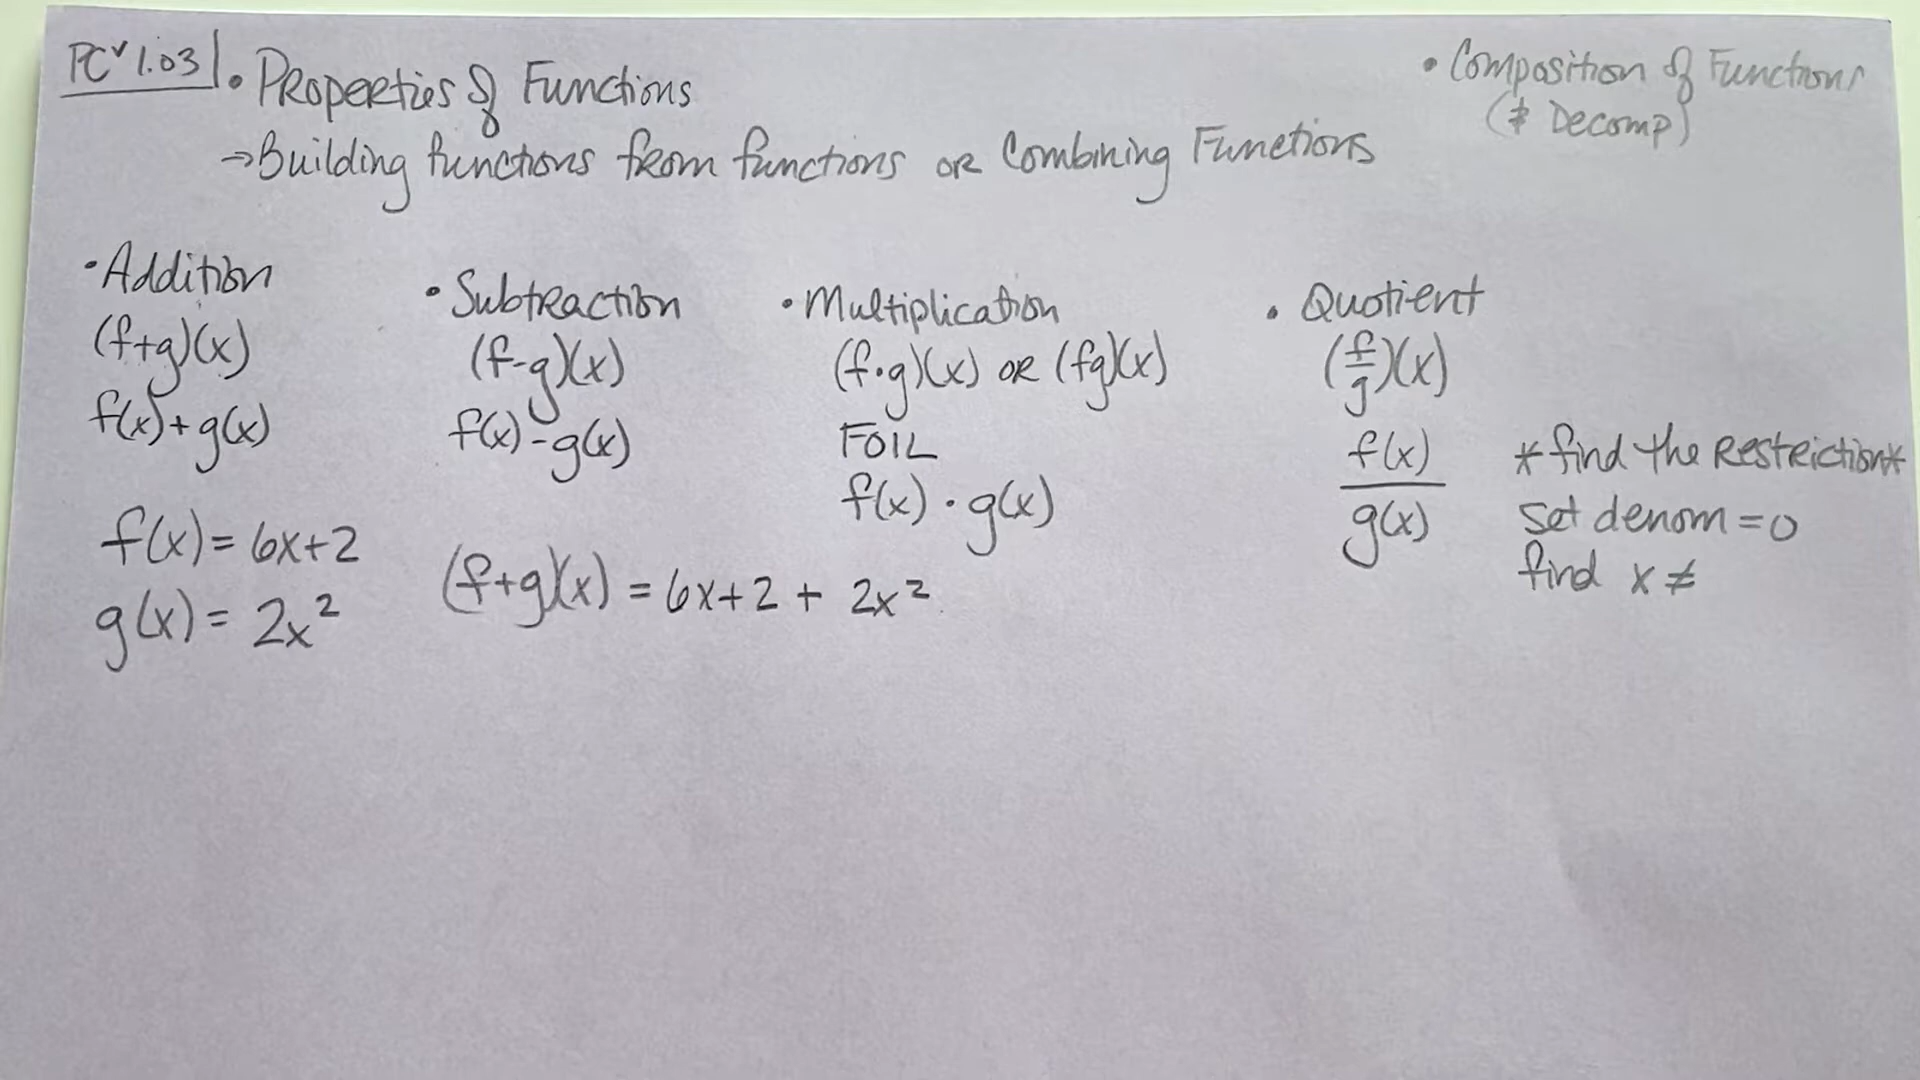 PCv 1.03
• Properties of Functions
→ Building functions from functions or Combining Functions
• Composition of Functions
(& Decomp)
• Addition
(f+g)(x)
f(x)+g(x)
• Subtraction
(f-g)(x)
f(x)-g(x)
• Multiplication
(f•g)(x) or (fg)(x)
FOIL
f(x) • g(x)
• Quotient
(f/g)(x)
f(x)
g(x)
*find the Restriction*
set denom = 0
find x ≠
f(x) = 6x+2
g(x) = 2x²
(f+g)(x) = 6x+2 + 2x²